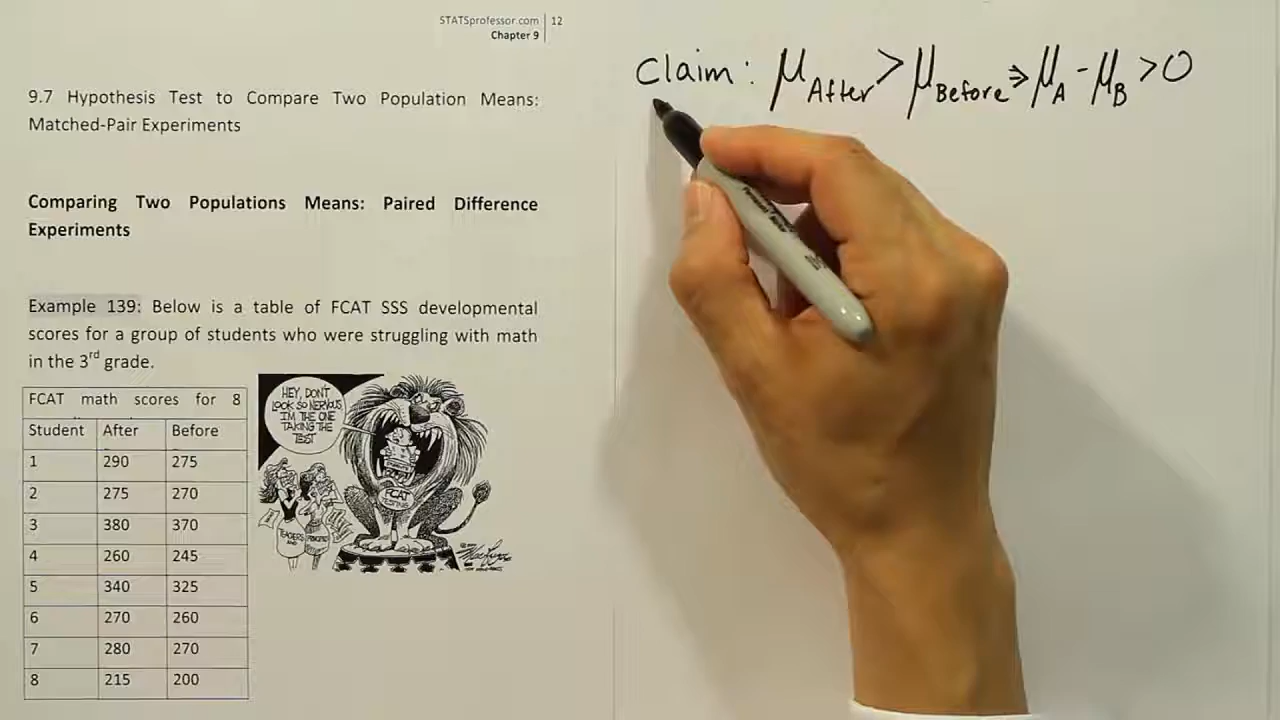 STATSprofessor.com 12
Chapter 9
Claim: μAfter > μBefore ⇒ μA - μB > 0
9.7 Hypothesis Test to Compare Two Population Means:
Matched-Pair Experiments
Comparing Two Populations Means: Paired Difference
Experiments
Example 139: Below is a table of FCAT SSS developmental
scores for a group of students who were struggling with math
in the 3rd grade.
FCAT math scores for 8
Student After Before
1 290 275
2 275 270
3 380 370
4 260 245
5 340 325
6 270 260
7 280 270
8 215 200
HEY, DON'T
LOOK SO NERVOUS
I'M THE ONE
TAKING THE
TEST
FCAT
TEACHERS